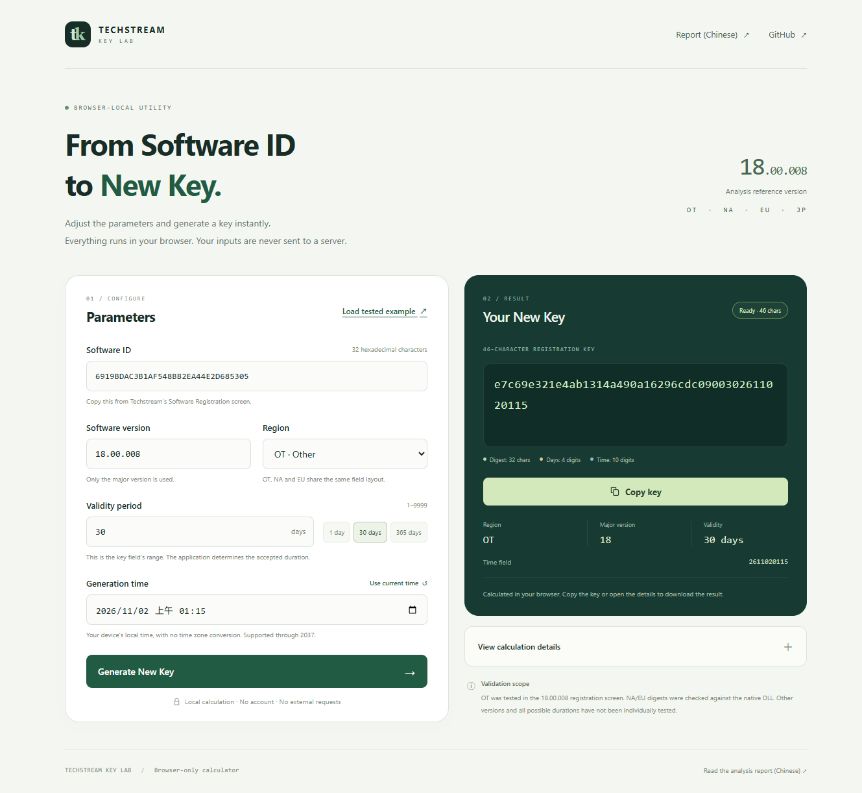 tk TECHSTREAM
KEY LAB
Report (Chinese) ↗ GitHub ↗
BROWSER-LOCAL UTILITY
From Software ID
to New Key.
Adjust the parameters and generate a key instantly.
Everything runs in your browser. Your inputs are never sent to a server.
18.00.008
Analysis reference version
OT · NA · EU · JP
01 / CONFIGURE
Parameters
Load tested example ↗
Software ID 32 hexadecimal characters
6919BDAC3B1AF548BB2EA44E2D685305
Copy this from Techstream's Software Registration screen.
Software version
18.00.008
Only the major version is used.
Region
OT · Other
OT, NA and EU share the same field layout.
Validity period 1–9999
30 days
1 day 30 days 365 days
This is the key field's range. The application determines the accepted duration.
Generation time Use current time ↺
2026/11/02 上午 01:15
Your device's local time, with no time zone conversion. Supported through 2037.
Generate New Key →
Local calculation · No account · No external requests
02 / RESULT
Your New Key
Ready · 46 chars
46-CHARACTER REGISTRATION KEY
e7c69e321e4ab1314a490a16296cdc09003026110
20115
Digest: 32 chars Days: 4 digits Time: 10 digits
Copy key
Region Major version Validity
OT 18 30 days
Time field 2611020115
Calculated in your browser. Copy the key or open the details to download the result.
View calculation details +
Validation scope
OT was tested in the 18.00.008 registration screen. NA/EU digests were checked against the native DLL. Other
versions and all possible durations have not been individually tested.
TECHSTREAM KEY LAB / Browser-only calculator
Read the analysis report (Chinese) ↗